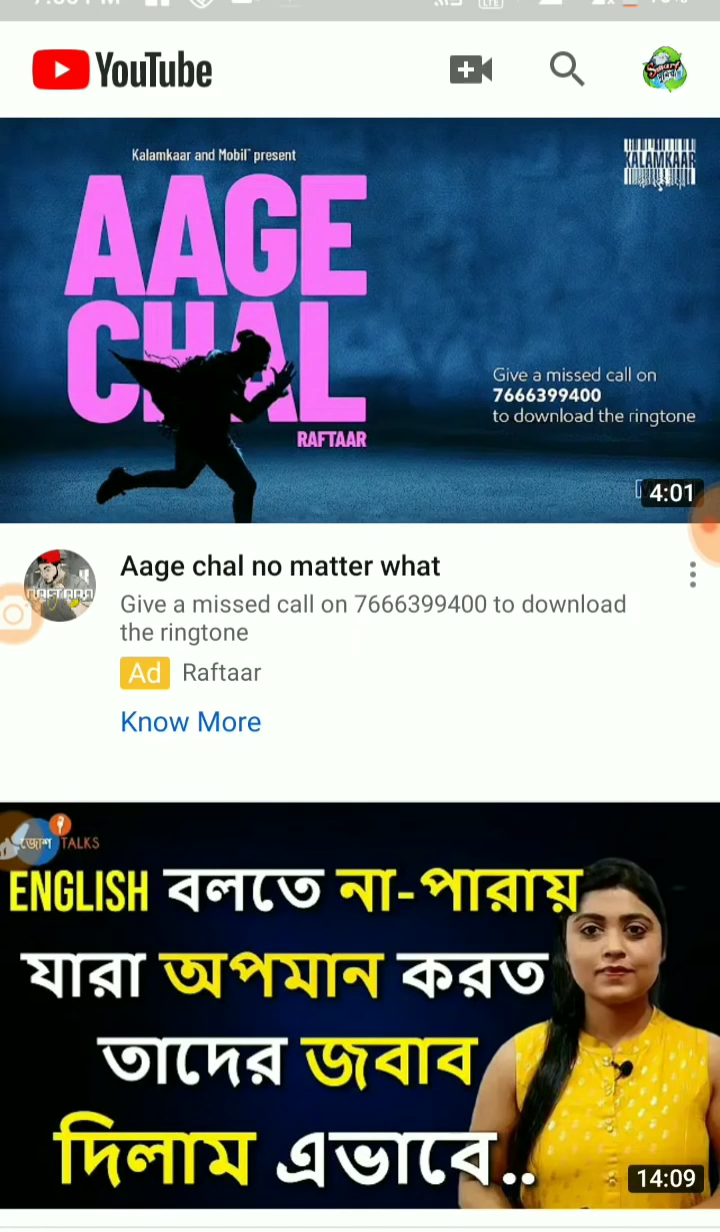 YouTube
Kalamkaar and Mobil™ present
KALAMKAAR
AAGE
CHAL
RAFTAAR
Give a missed call on
7666399400
to download the ringtone
4:01
Aage chal no matter what
Give a missed call on 7666399400 to download
the ringtone
Ad Raftaar
Know More
জোশ TALKS
ENGLISH বলতে না-পারায়
যারা অপমান করত
তাদের জবাব
দিলাম এভাবে..
14:09